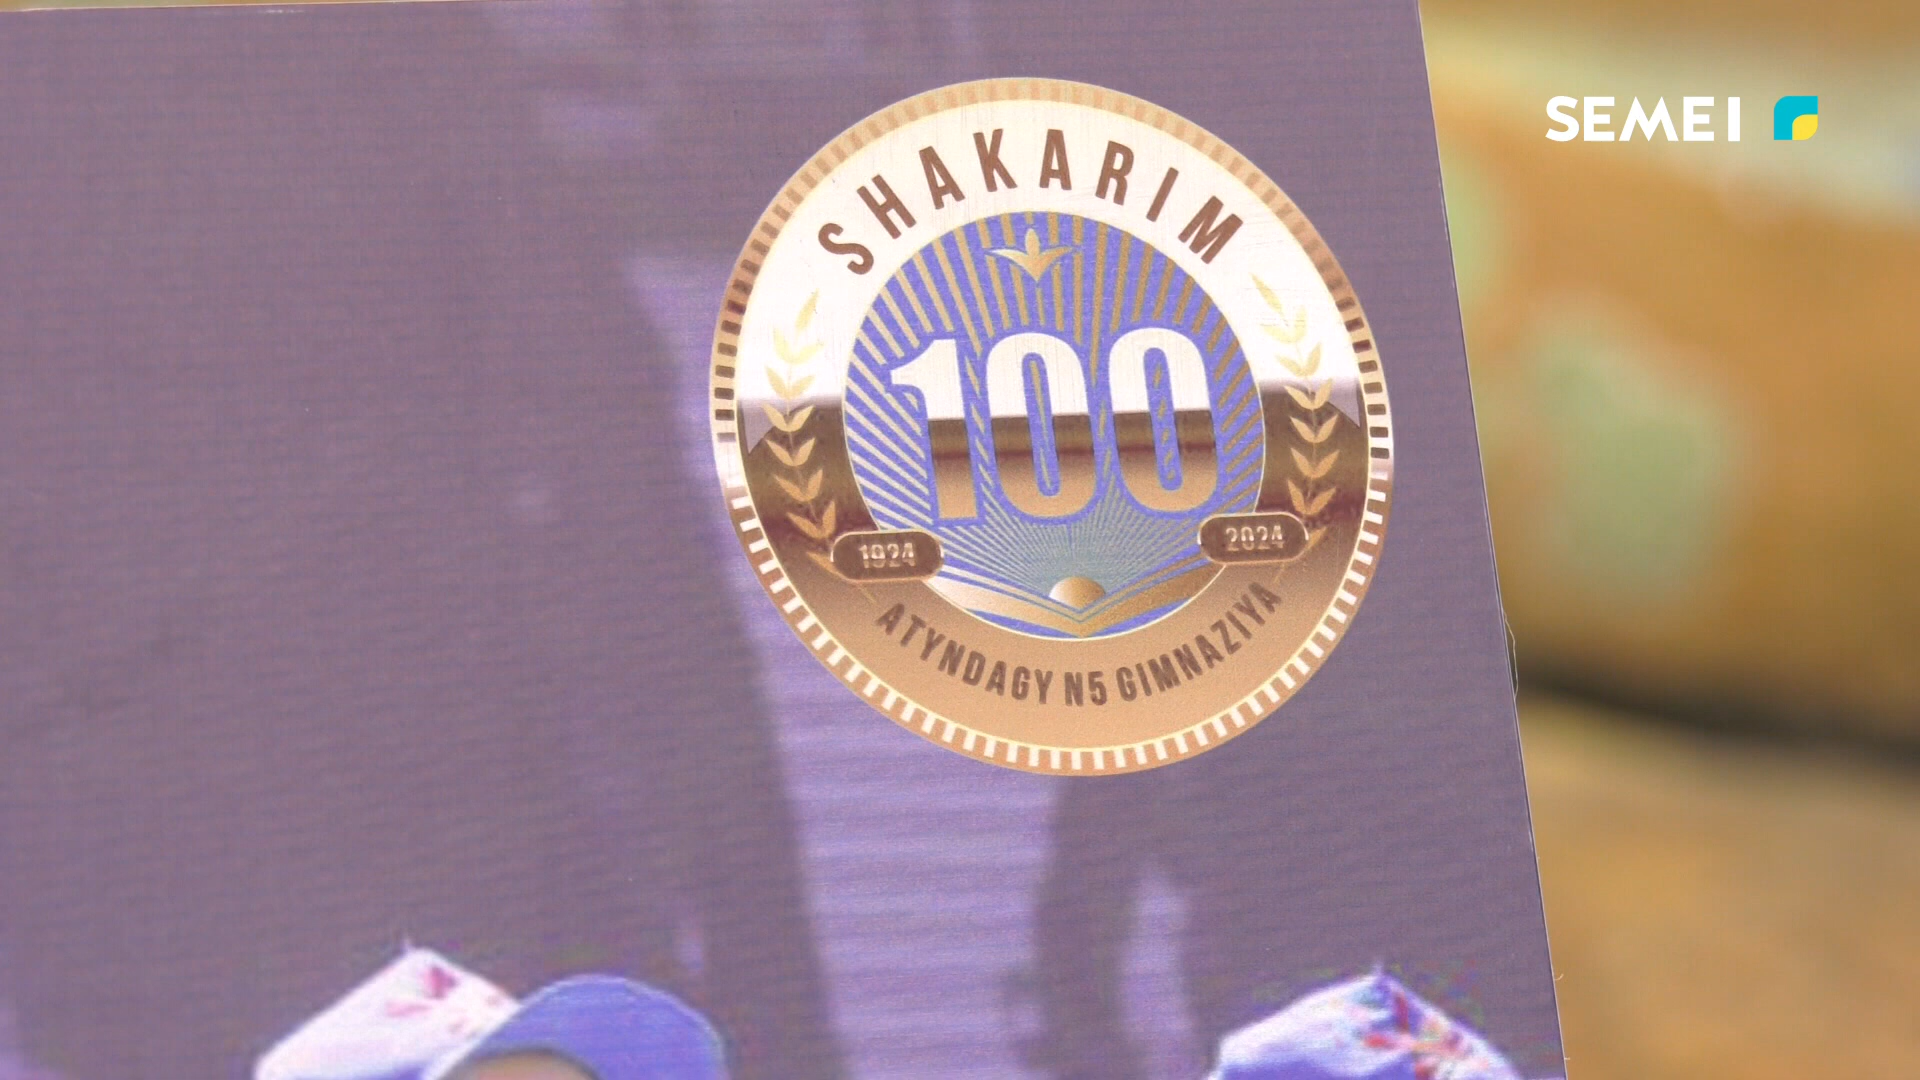 SEMEI
SHAKARIM
100
1924
2024
ATYNDAGY N5 GIMNAZIYA